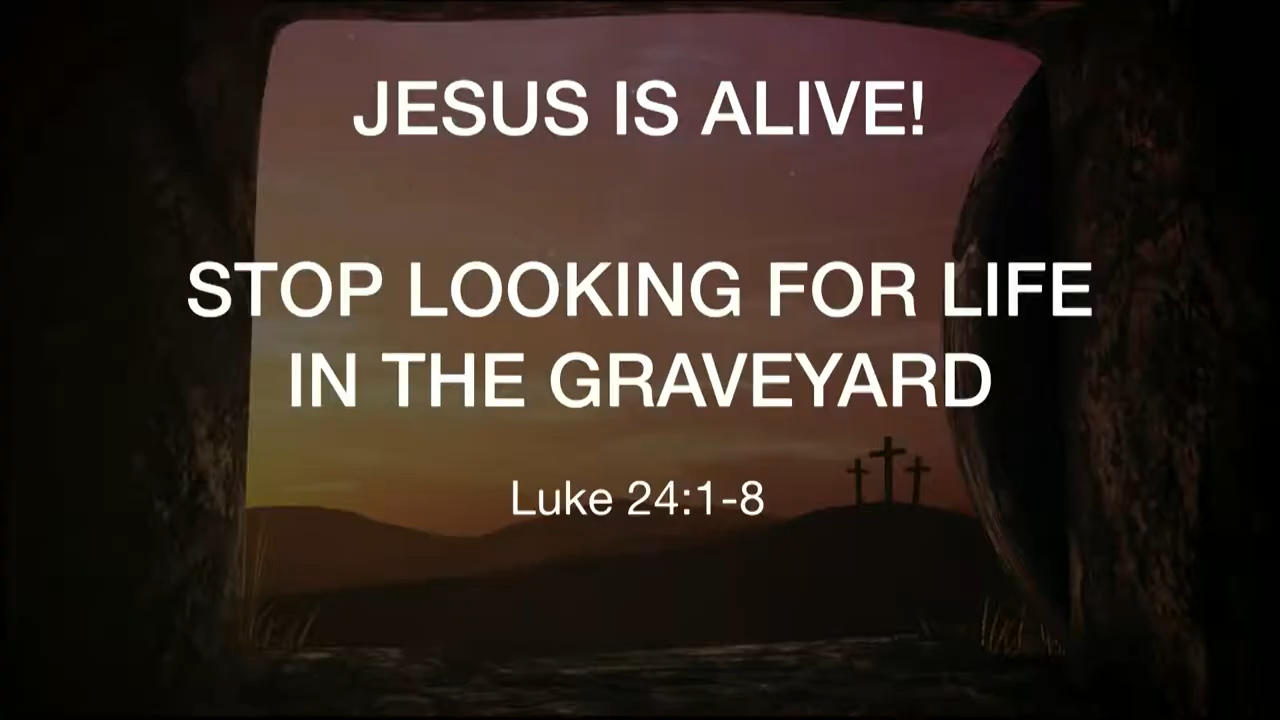 JESUS IS ALIVE!
STOP LOOKING FOR LIFE
IN THE GRAVEYARD
Luke 24:1-8